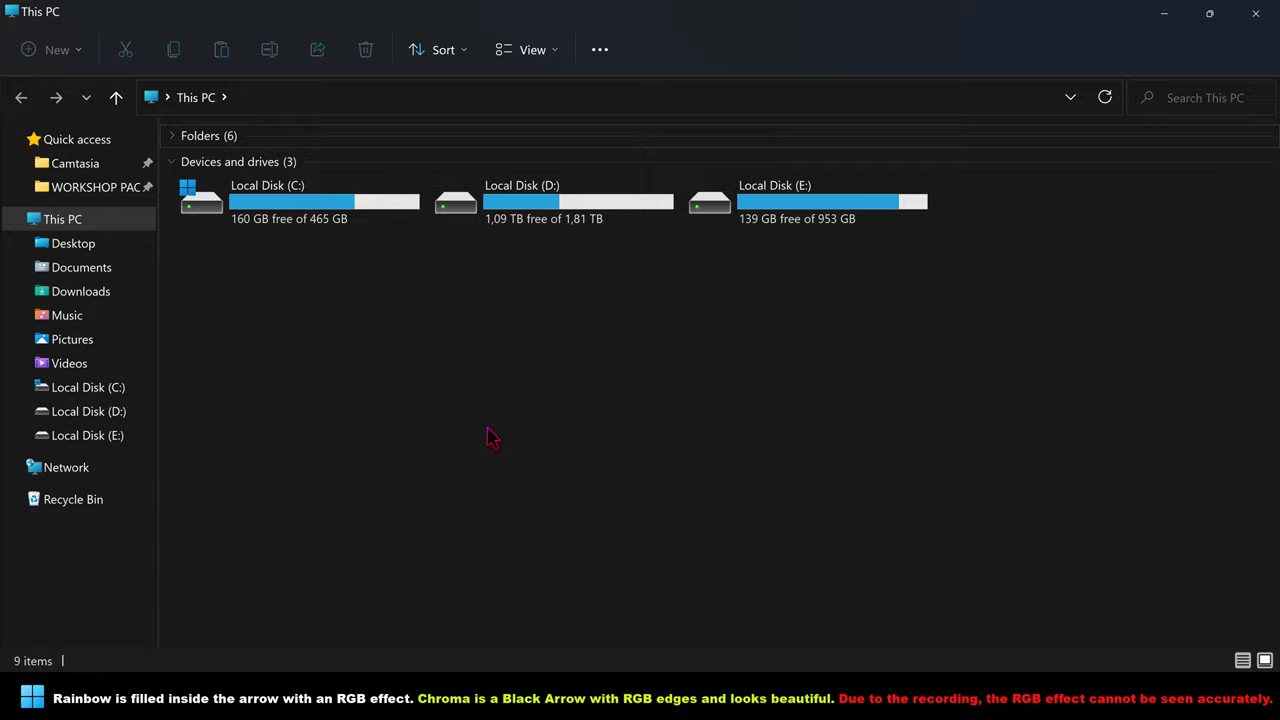 This PC
New
Sort
View
This PC
Search This PC
Quick access
Camtasia
WORKSHOP PAC
This PC
Desktop
Documents
Downloads
Music
Pictures
Videos
Local Disk (C:)
Local Disk (D:)
Local Disk (E:)
Network
Recycle Bin
Folders (6)
Devices and drives (3)
Local Disk (C:)
160 GB free of 465 GB
Local Disk (D:)
1,09 TB free of 1,81 TB
Local Disk (E:)
139 GB free of 953 GB
9 items
Rainbow is filled inside the arrow with an RGB effect. Chroma is a Black Arrow with RGB edges and looks beautiful. Due to the recording, the RGB effect cannot be seen accurately.